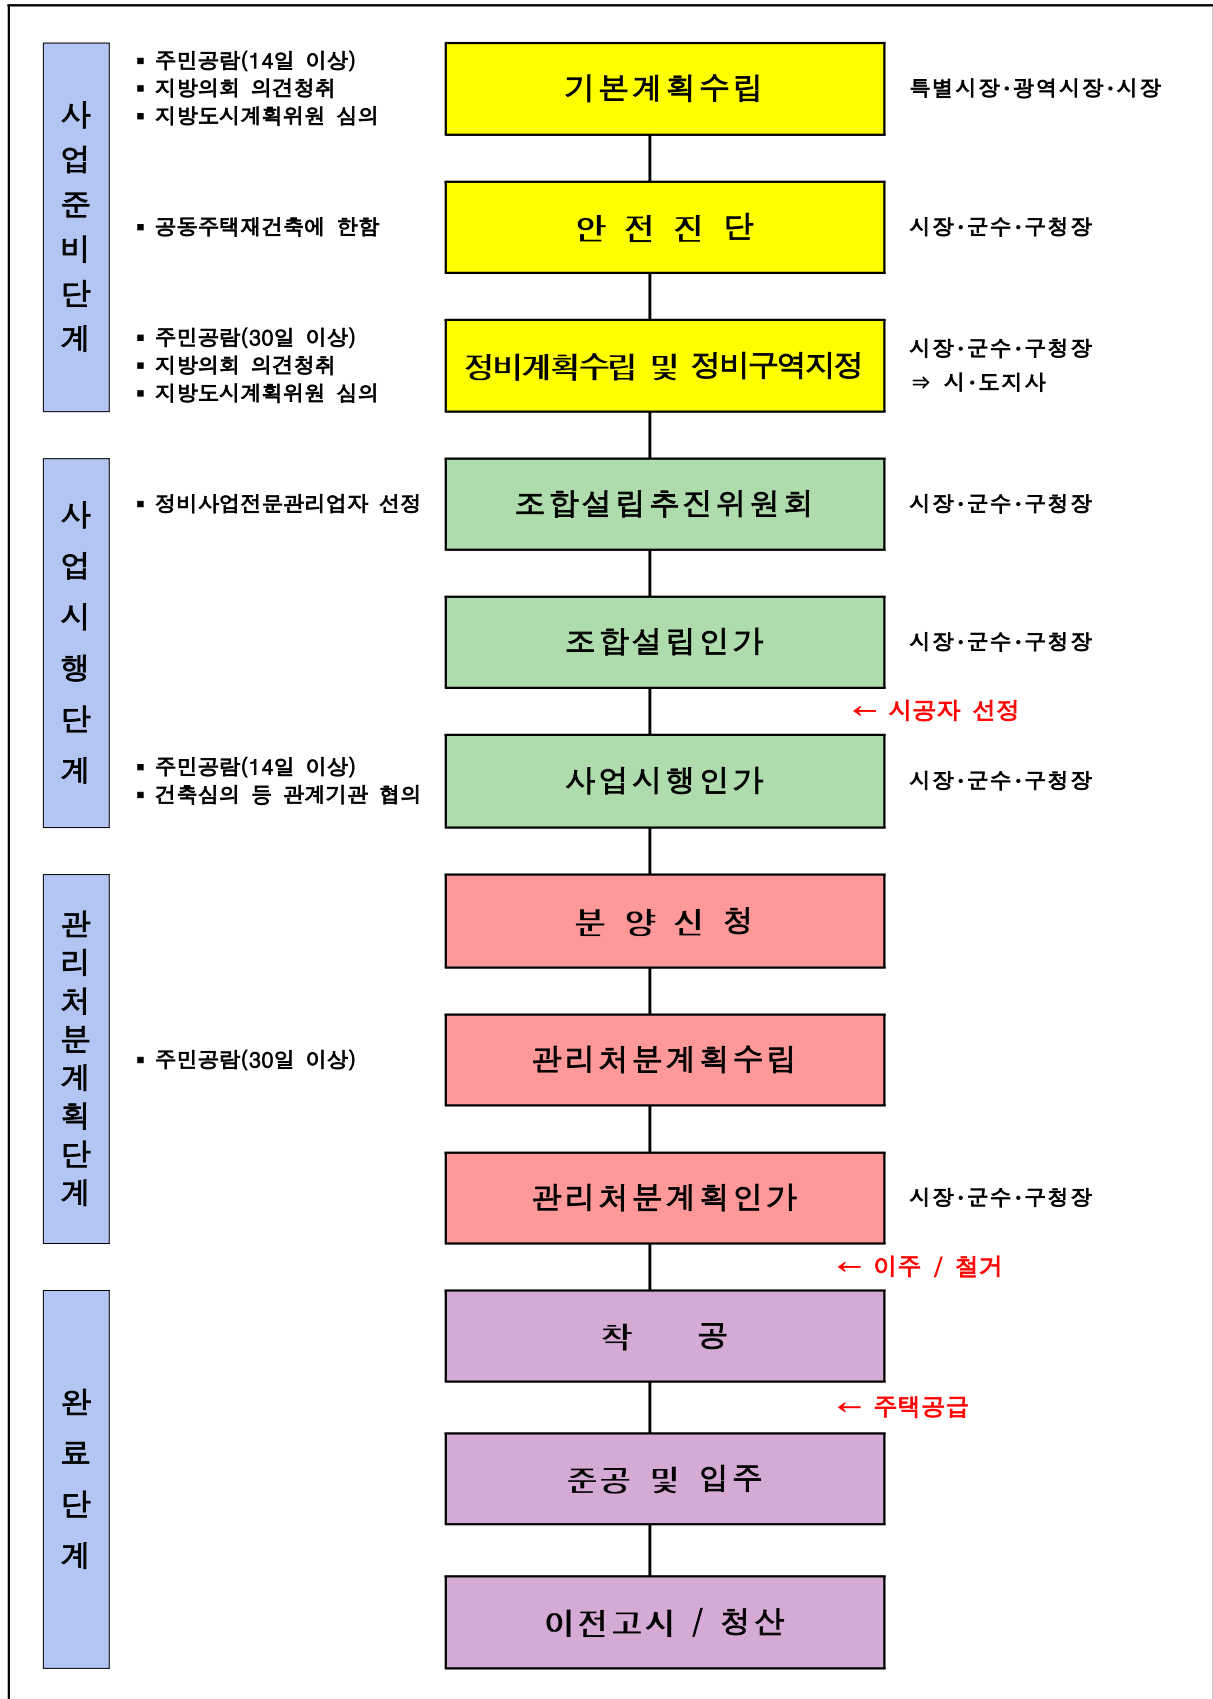 사업준비단계
▪ 주민공람(14일 이상)
▪ 지방의회 의견청취
▪ 지방도시계획위원 심의
기본계획수립
특별시장·광역시장·시장
▪ 공동주택재건축에 한함
안 전 진 단
시장·군수·구청장
▪ 주민공람(30일 이상)
▪ 지방의회 의견청취
▪ 지방도시계획위원 심의
정비계획수립 및 정비구역지정
시장·군수·구청장
⇒ 시·도지사
사업시행단계
▪ 정비사업전문관리업자 선정
조합설립추진위원회
시장·군수·구청장
조합설립인가
시장·군수·구청장
← 시공자 선정
▪ 주민공람(14일 이상)
▪ 건축심의 등 관계기관 협의
사업시행인가
시장·군수·구청장
관리처분계획단계
분 양 신 청
▪ 주민공람(30일 이상)
관리처분계획수립
관리처분계획인가
시장·군수·구청장
← 이주 / 철거
완료단계
착 공
← 주택공급
준공 및 입주
이전고시 / 청산